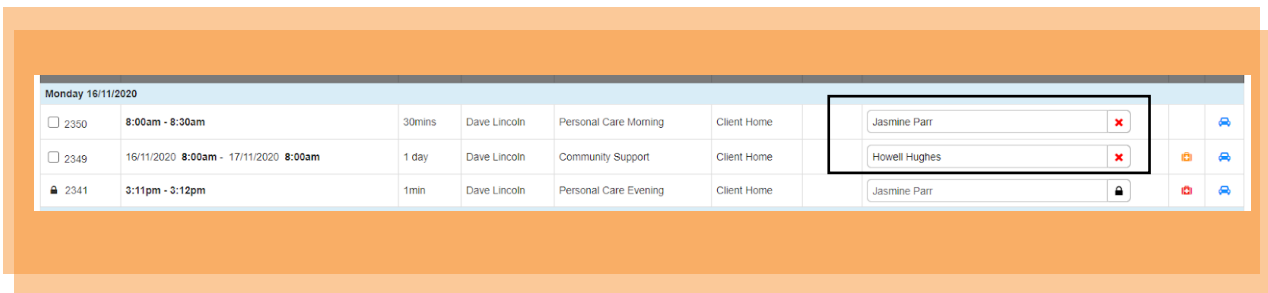 Monday 16/11/2020
2350 8:00am - 8:30am 30mins Dave Lincoln Personal Care Morning Client Home Jasmine Parr
2349 16/11/2020 8:00am - 17/11/2020 8:00am 1 day Dave Lincoln Community Support Client Home Howell Hughes
2341 3:11pm - 3:12pm 1min Dave Lincoln Personal Care Evening Client Home Jasmine Parr